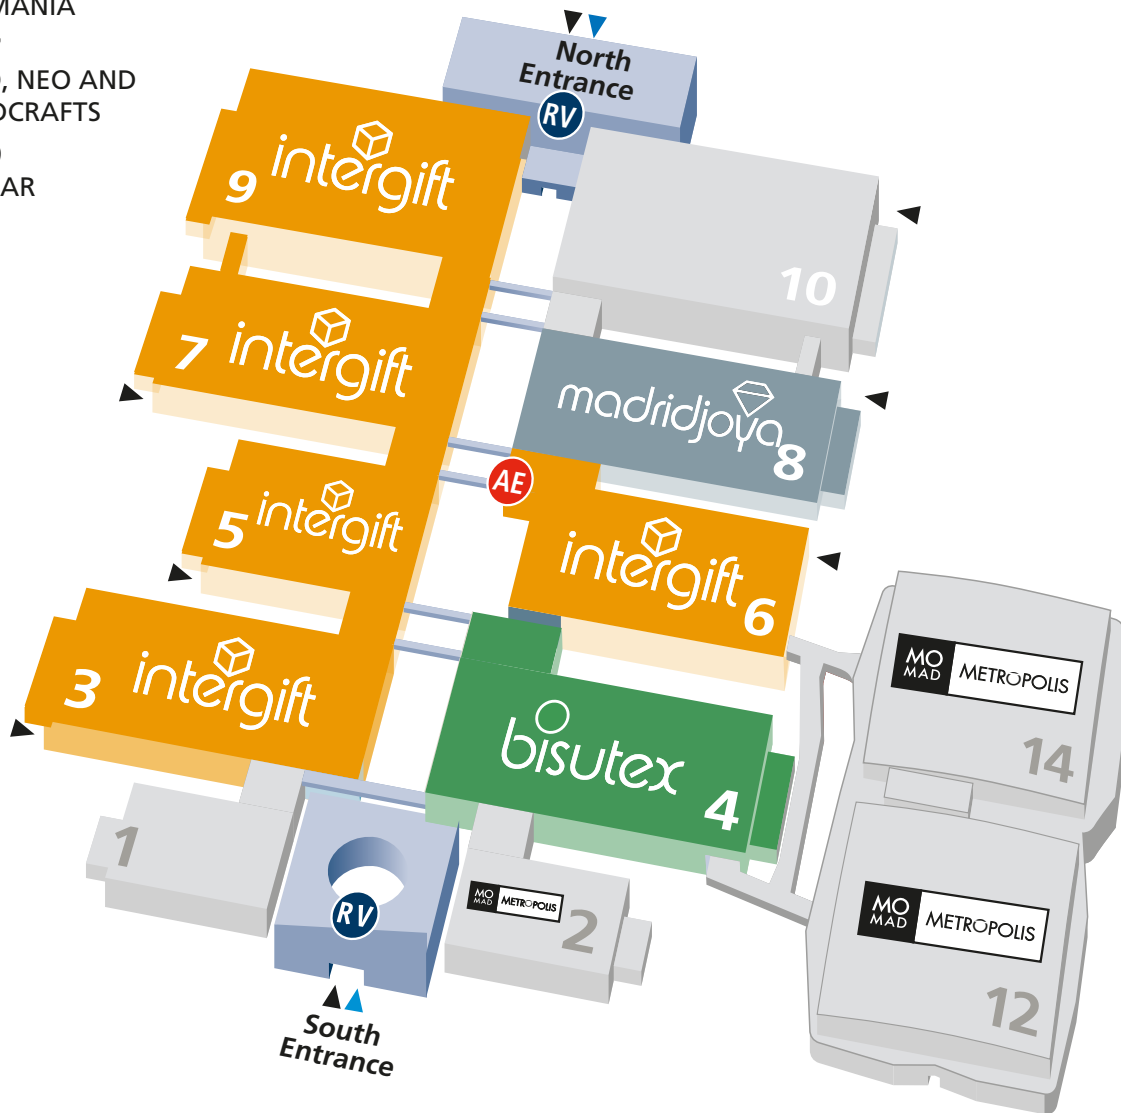 MANIA
, NEO AND
DCRAFTS
AR
North
Entrance
RV
9
intergift
10
7
intergift
madridjoya
8
AE
5
intergift
intergift
6
3
intergift
MO
MAD
METROPOLIS
14
bisutex
4
1
RV
MO
MAD
METROPOLIS
2
MO
MAD
METROPOLIS
12
South
Entrance